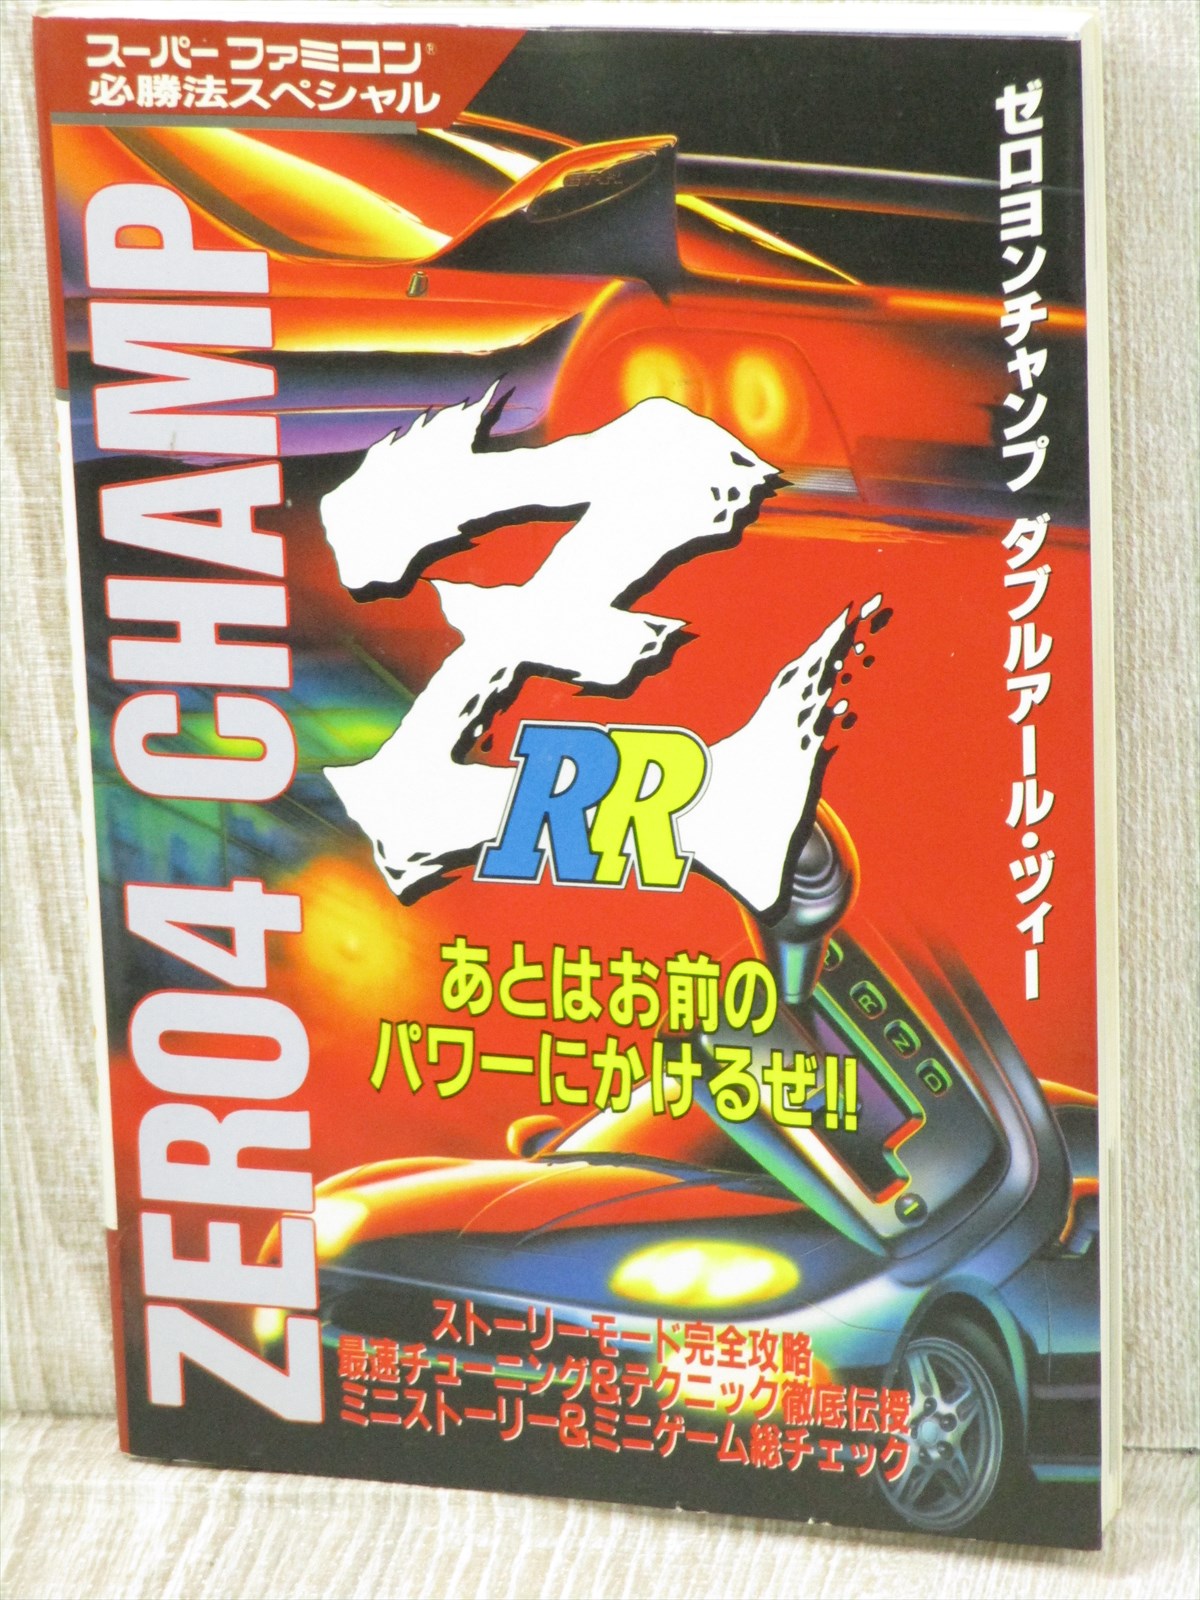 スーパーファミコン®
必勝法スペシャル
ゼロヨンチャンプ ダブルアール・ヅィー
ZERO4 CHAMP
Z
RR
あとはお前の
パワーにかけるぜ!!
R
N
D
ストーリーモード完全攻略
最速チューニング&テクニック徹底伝授
ミニストーリー&ミニゲーム総チェック